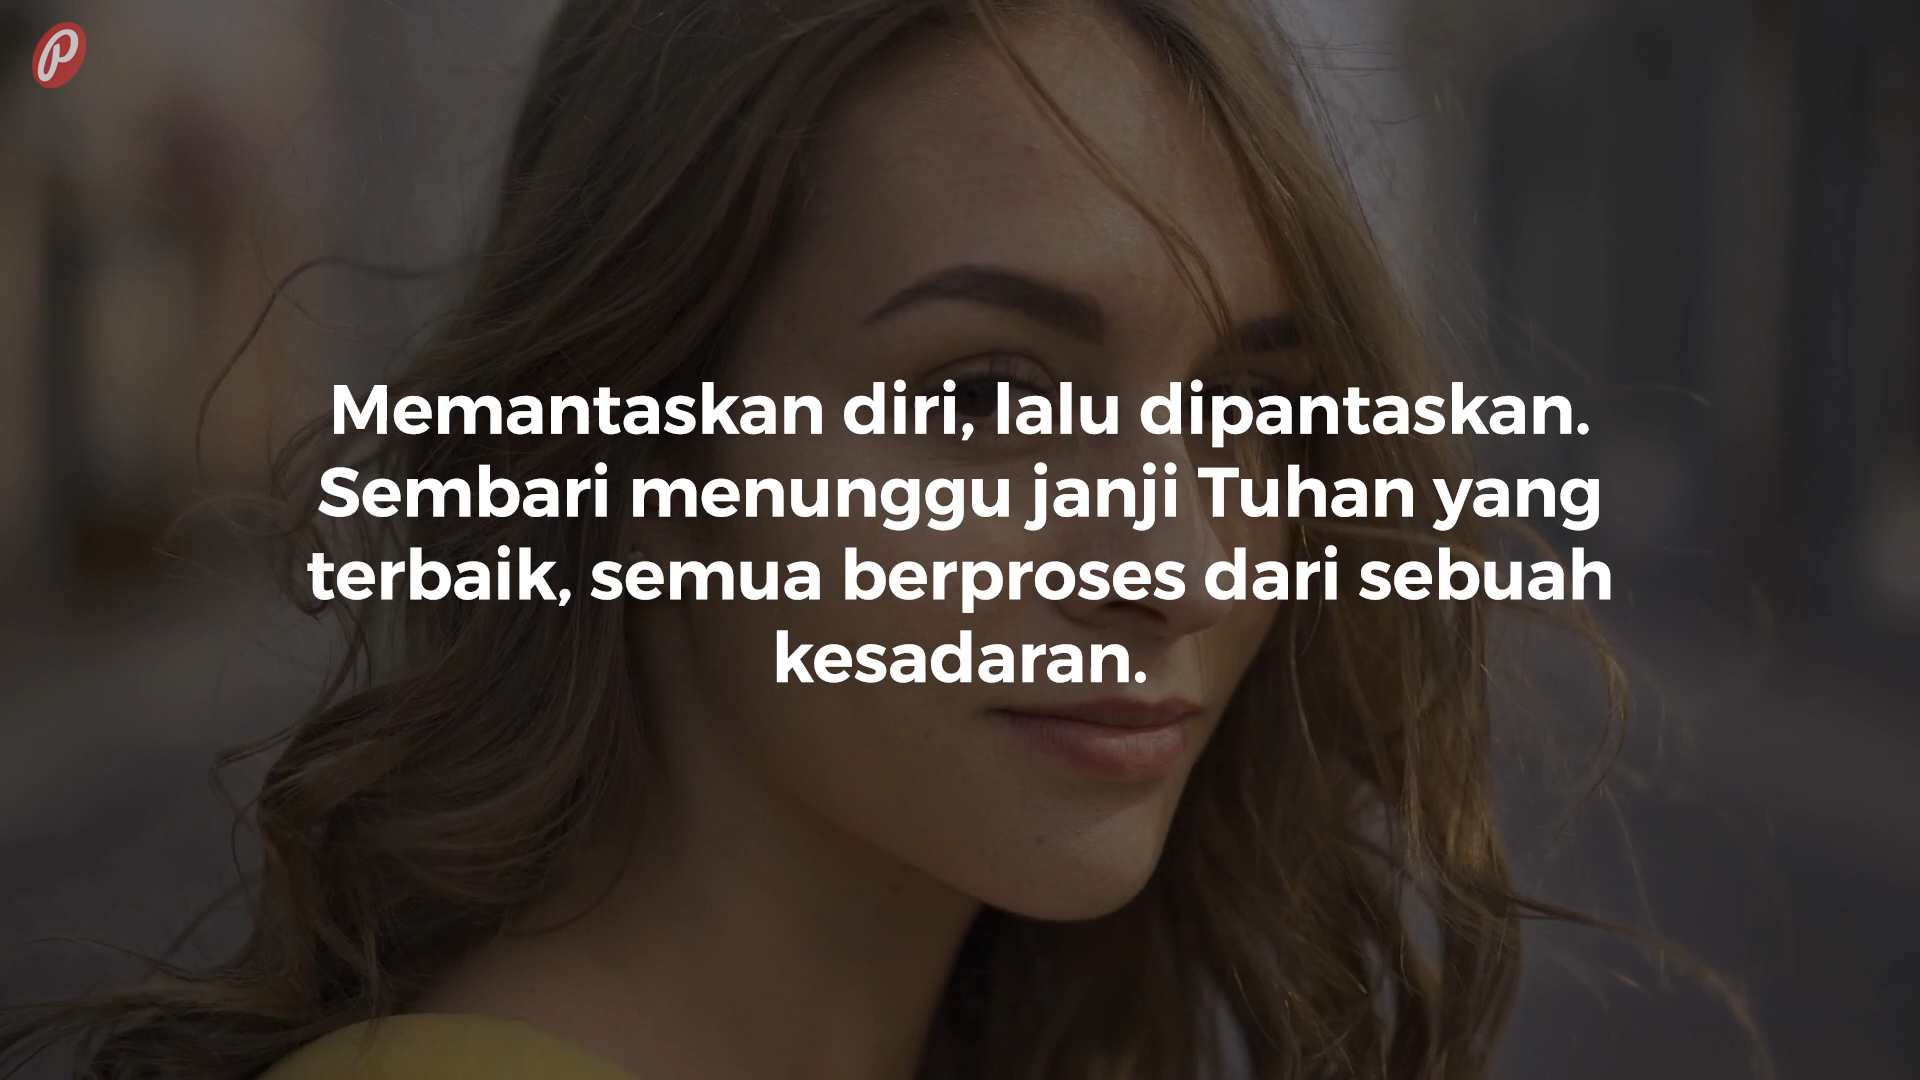 Memantaskan diri, lalu dipantaskan.
Sembari menunggu janji Tuhan yang
terbaik, semua berproses dari sebuah
kesadaran.